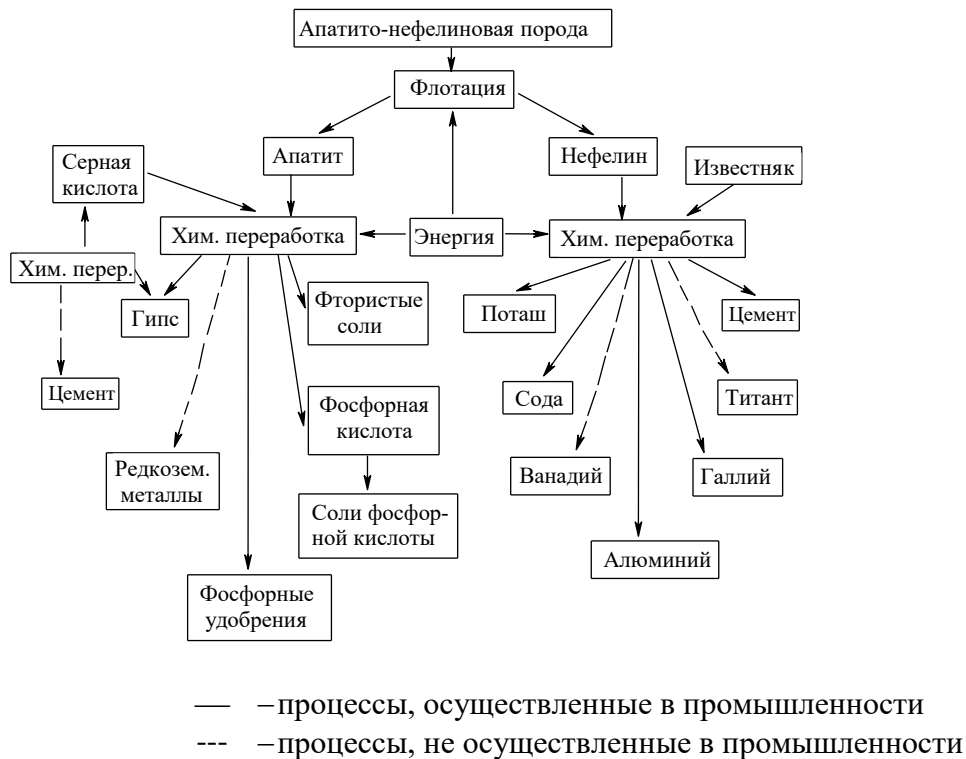 Апатито-нефелиновая порода
Флотация
Апатит
Нефелин
Серная
кислота
Известняк
Хим. переработка
Энергия
Хим. переработка
Хим. перер.
Гипс
Фтористые
соли
Поташ
Цемент
Цемент
Сода
Титант
Фосфорная
кислота
Редкозем.
металлы
Ванадий
Галлий
Соли фосфор-
ной кислоты
Алюминий
Фосфорные
удобрения
— –процессы, осуществленные в промышленности
--- –процессы, не осуществленные в промышленности